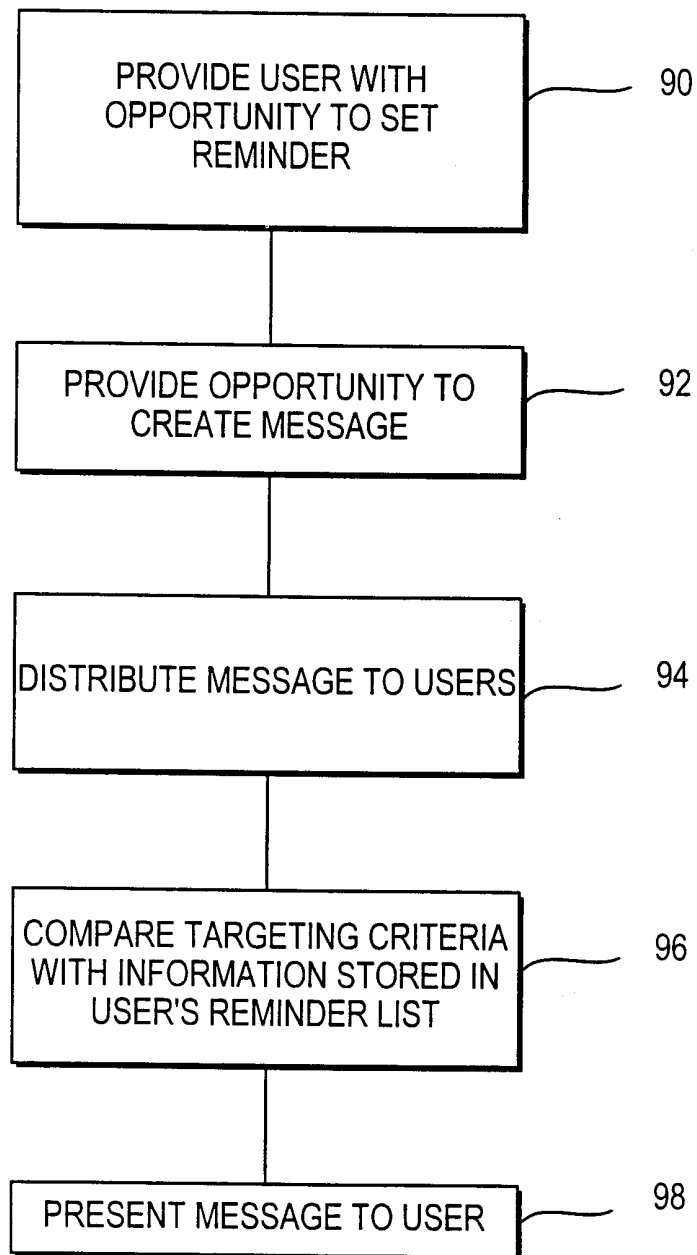 PROVIDE USER WITH
OPPORTUNITY TO SET
REMINDER
90
PROVIDE OPPORTUNITY TO
CREATE MESSAGE
92
DISTRIBUTE MESSAGE TO USERS
94
COMPARE TARGETING CRITERIA
WITH INFORMATION STORED IN
USER'S REMINDER LIST
96
PRESENT MESSAGE TO USER
98